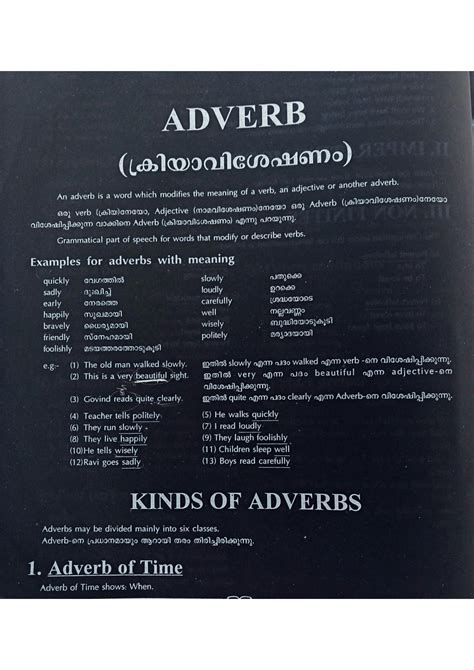 ADVERB
(ക്രിയാവിശേഷണം)
An adverb is a word which modifies the meaning of a verb, an adjective or another adverb.
ഒരു verb (ക്രിയ)നേയോ, Adjective (നാമവിശേഷണം)നേയോ ഒരു Adverb (ക്രിയാവിശേഷണം)നേയോ
വിശേഷിപ്പിക്കുന്ന വാക്കിനെ Adverb എന്നു പറയുന്നു.
Grammatical part of speech for words that modify or describe verbs.
Examples for adverbs with meaning
quickly വേഗത്തിൽ slowly പതുക്കെ
sadly ദുഃഖിച്ച് loudly ഉറക്കെ
early നേരത്തെ carefully ശ്രദ്ധയോടെ
happily സുഖമായി well നല്ലവണ്ണം
bravely ധൈര്യമായി wisely ബുദ്ധിയോടുകൂടി
friendly സ്നേഹമായി politely മര്യാദയായി
foolishly മടയത്തരത്തോടുകൂടി
e.g:- (1) The old man walked slowly. ഇതിൽ slowly എന്ന പദം walked എന്ന verb -നെ വിശേഷിപ്പിക്കുന്നു.
(2) This is a very beautiful sight. ഇതിൽ very എന്ന പദം beautiful എന്ന adjective-നെ
വിശേഷിപ്പിക്കുന്നു.
(3) Govind reads quite clearly. ഇതിൽ quite എന്ന പദം clearly എന്ന Adverb-നെ വിശേഷിപ്പിക്കുന്നു.
(4) Teacher tells politely (5) He walks quickly
(6) They run slowly (7) I read loudly
(8) They live happily (9) They laugh foolishly
(10)He tells wisely (11) Children sleep well
(12)Ravi goes sadly (13) Boys read carefully
KINDS OF ADVERBS
Adverbs may be divided mainly into six classes.
Adverb-നെ പ്രധാനമായും ആറായി തരം തിരിച്ചിരിക്കുന്നു.
1. Adverb of Time
Adverb of Time shows: When.